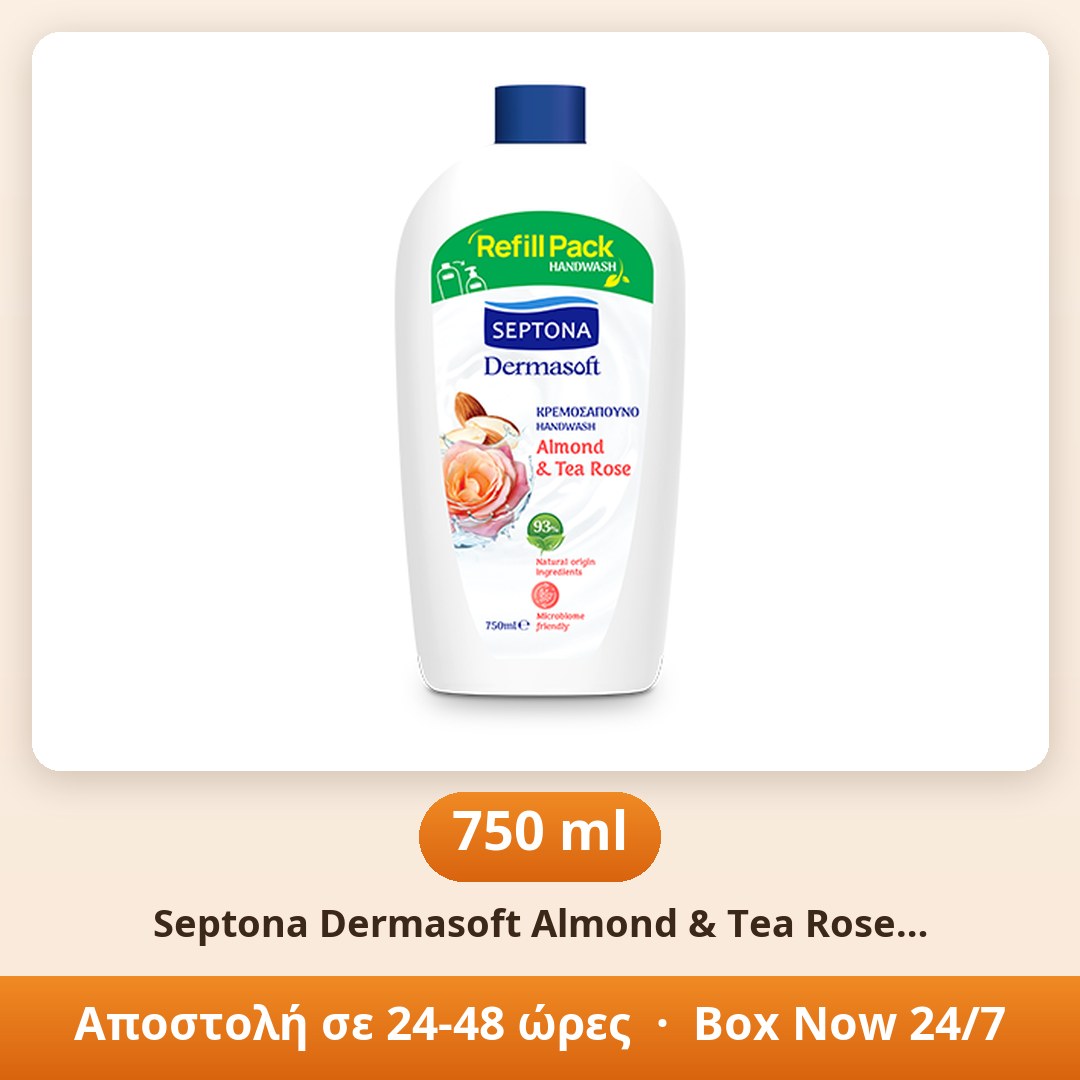 Refill Pack
HANDWASH
SEPTONA
Dermasoft
ΚΡΕΜΟΣΑΠΟΥΝΟ
HANDWASH
Almond
& Tea Rose
93%
Natural origin
ingredients
Microbiome
friendly
750ml ℮
750 ml
Septona Dermasoft Almond & Tea Rose...
Αποστολή σε 24-48 ώρες · Box Now 24/7